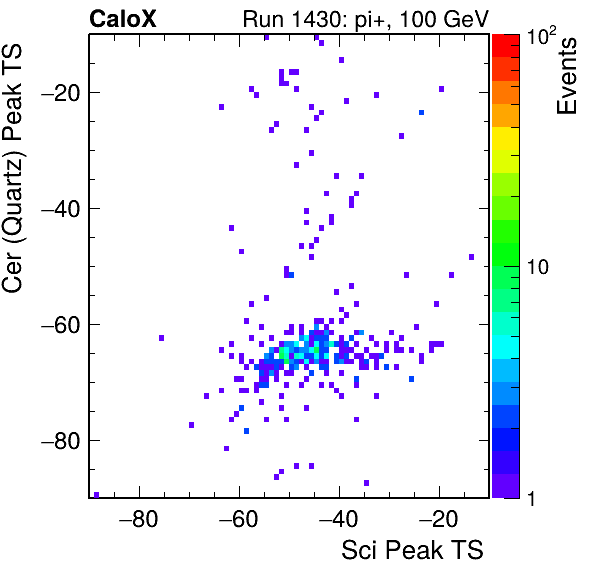 CaloX Run 1430: pi+, 100 GeV
Cer (Quartz) Peak TS
−20
−40
−60
−80
−80 −60 −40 −20
Sci Peak TS
10²
10
1
Events